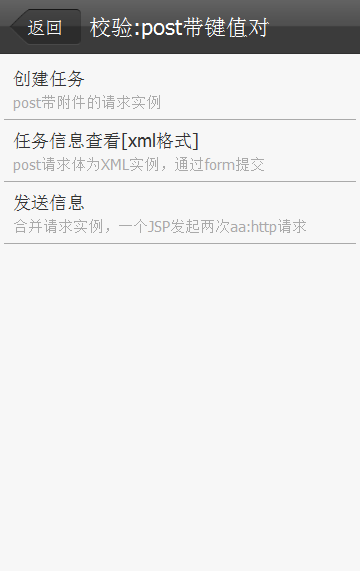 返回
校验:post带键值对
创建任务
post带附件的请求实例
任务信息查看[xml格式]
post请求体为XML实例，通过form提交
发送信息
合并请求实例，一个JSP发起两次aa:http请求